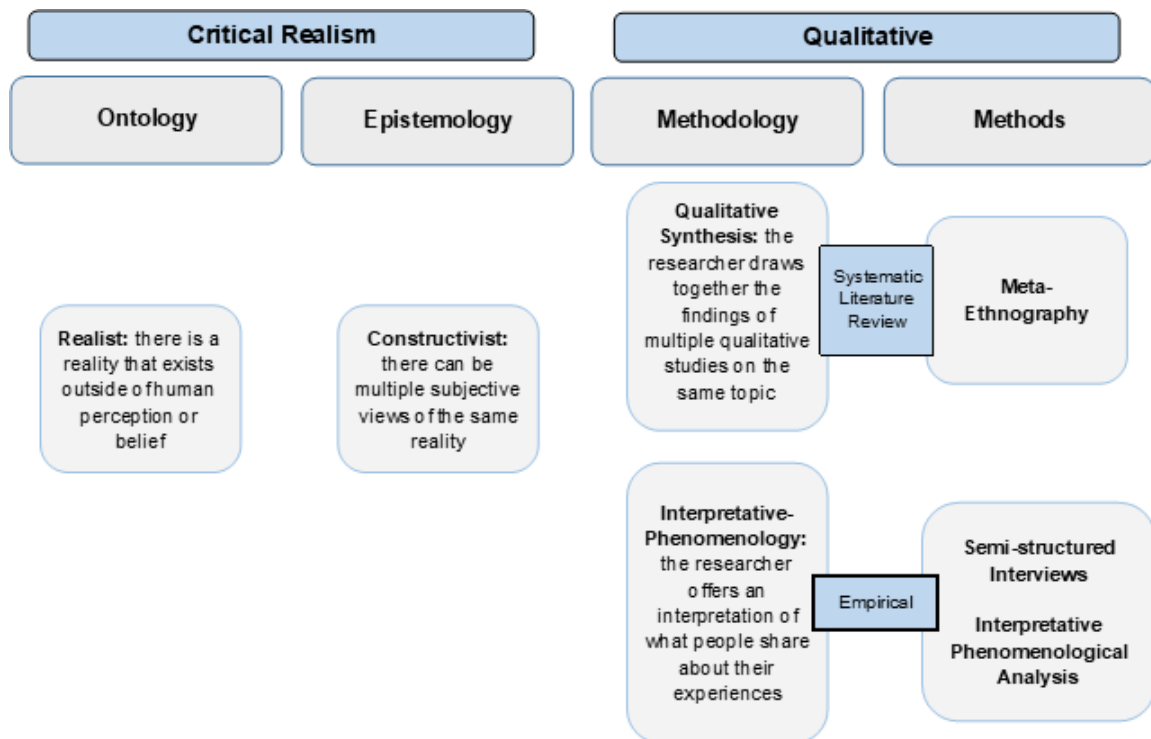 Critical Realism
Qualitative
Ontology
Epistemology
Methodology
Methods
Realist: there is a
reality that exists
outside of human
perception or
belief
Constructivist:
there can be
multiple subjective
views of the same
reality
Qualitative
Synthesis: the
researcher draws
together the
findings of
multiple qualitative
studies on the
same topic
Systematic
Literature
Review
Meta-
Ethnography
Interpretative-
Phenomenology:
the researcher
offers an
interpretation of
what people share
about their
experiences
Empirical
Semi-structured
Interviews
Interpretative
Phenomenological
Analysis